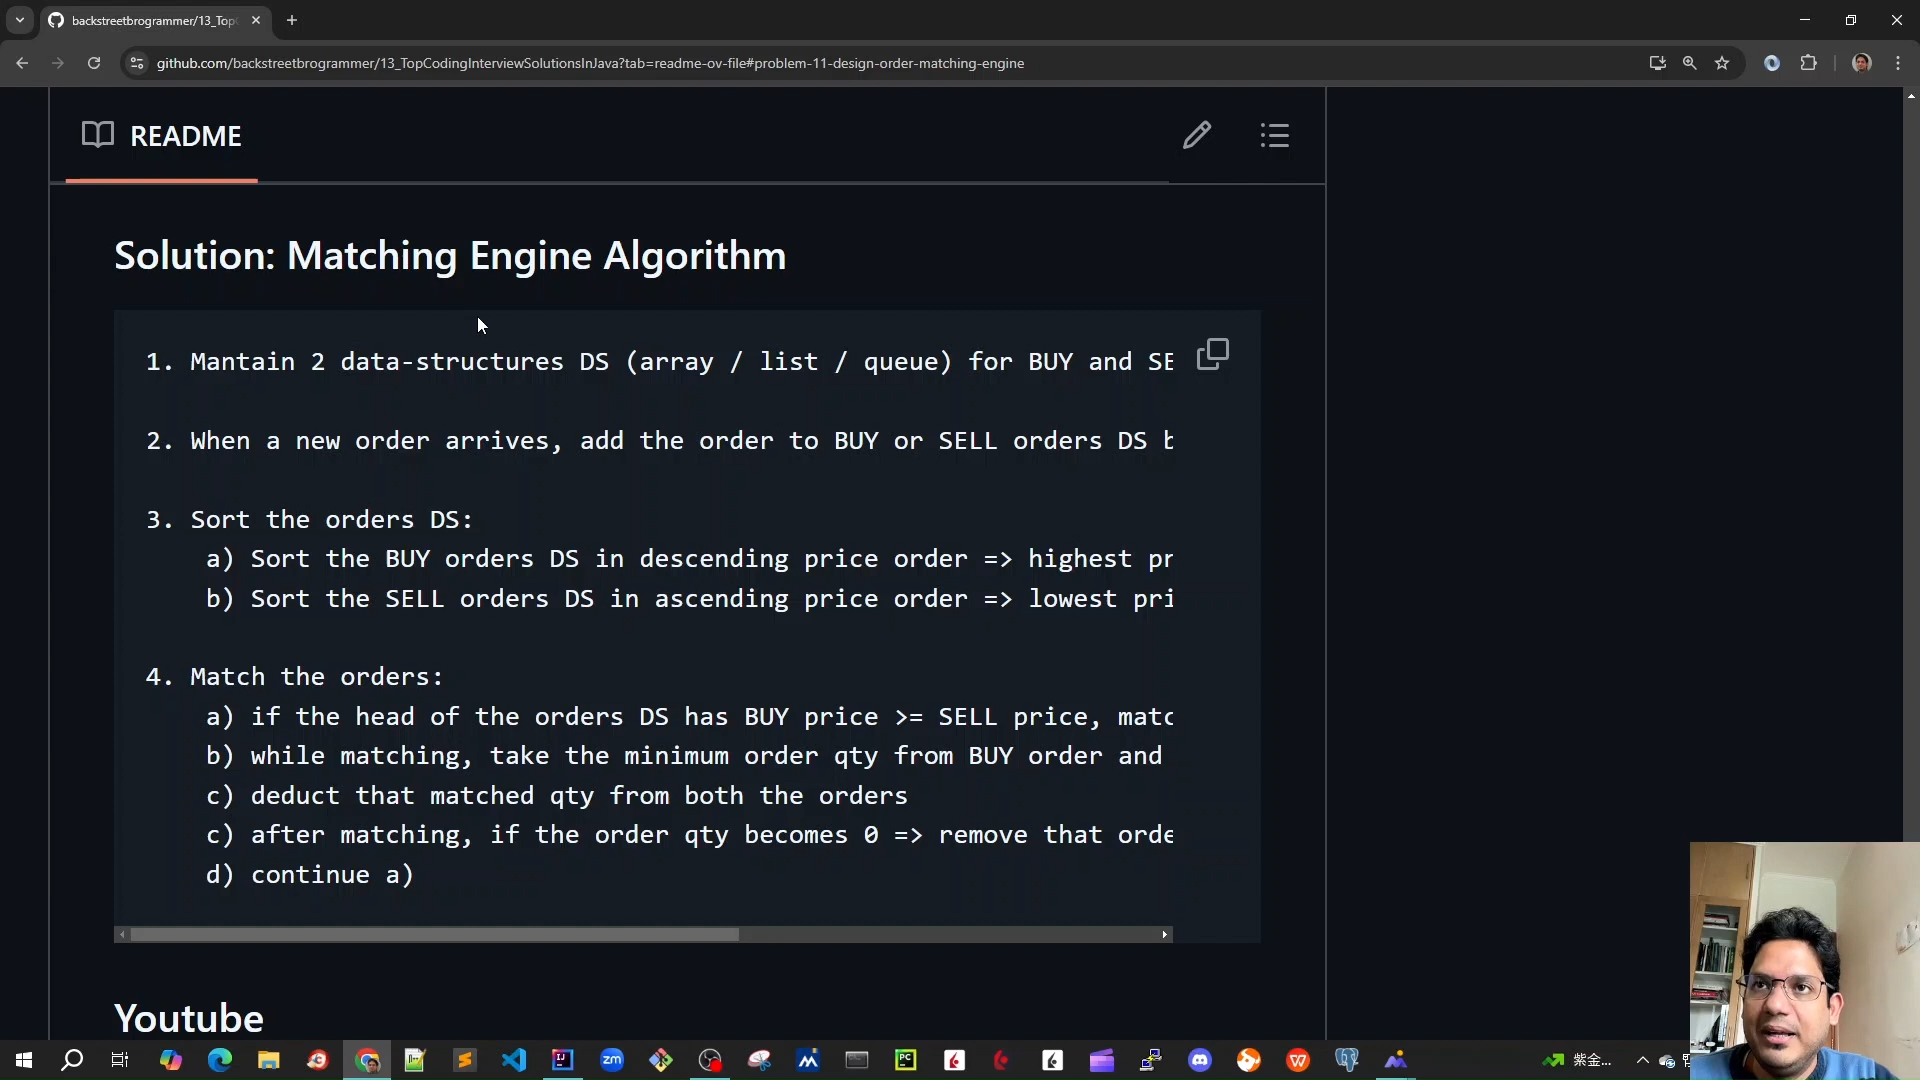 backstreetbrogrammer/13_Top
github.com/backstreetbrogrammer/13_TopCodingInterviewSolutionsInJava?tab=readme-ov-file#problem-11-design-order-matching-engine
README
Solution: Matching Engine Algorithm
1. Mantain 2 data-structures DS (array / list / queue) for BUY and SE
2. When a new order arrives, add the order to BUY or SELL orders DS b
3. Sort the orders DS:
a) Sort the BUY orders DS in descending price order => highest pr
b) Sort the SELL orders DS in ascending price order => lowest pri
4. Match the orders:
a) if the head of the orders DS has BUY price >= SELL price, matc
b) while matching, take the minimum order qty from BUY order and
c) deduct that matched qty from both the orders
c) after matching, if the order qty becomes 0 => remove that orde
d) continue a)
Youtube
zm
PC
紫金...